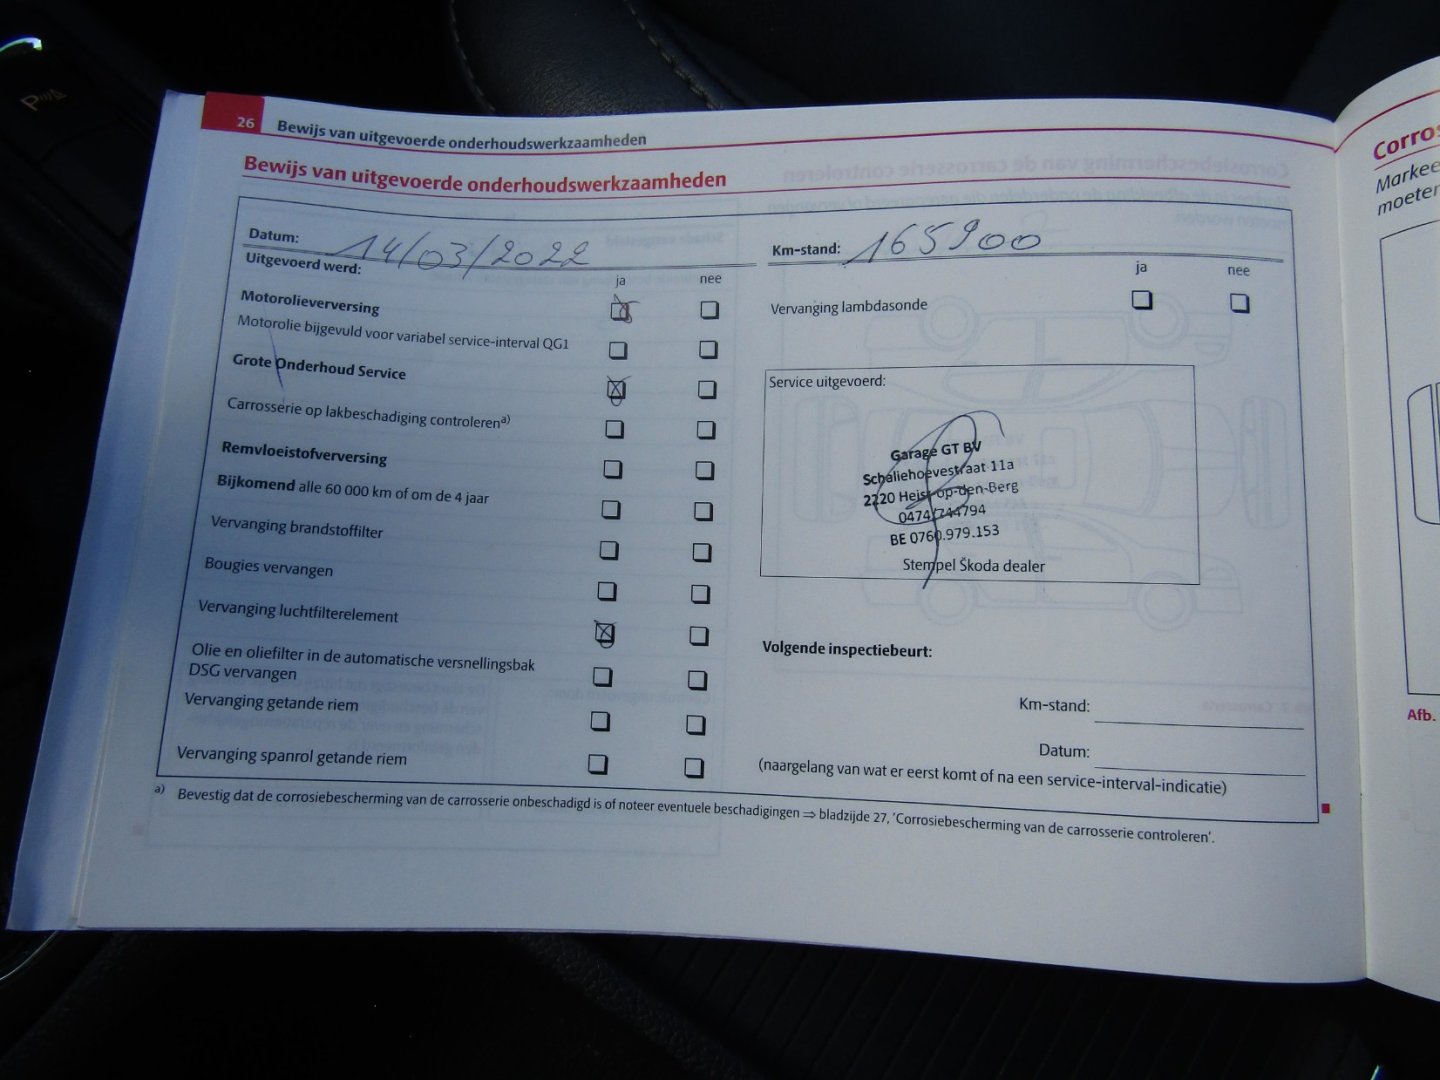 26 Bewijs van uitgevoerde onderhoudswerkzaamheden
Bewijs van uitgevoerde onderhoudswerkzaamheden
Datum: 14/03/2022
Uitgevoerd werd:
ja nee
Motorolieverversing
Motorolie bijgevuld voor variabel service-interval QG1
Grote Onderhoud Service
Carrosserie op lakbeschadiging controleren a)
Remvloeistofverversing
Bijkomend alle 60 000 km of om de 4 jaar
Vervanging brandstoffilter
Bougies vervangen
Vervanging luchtfilterelement
Olie en oliefilter in de automatische versnellingsbak
DSG vervangen
Vervanging getande riem
Vervanging spanrol getande riem
Km-stand: 165900
ja nee
Vervanging lambdasonde
Service uitgevoerd:
Garage GT BV
Schaliehoevestraat 11a
2220 Heist-op-den-Berg
0474/744794
BE 0760.979.153
Stempel Škoda dealer
Volgende inspectiebeurt:
Km-stand:
Datum:
(naargelang van wat er eerst komt of na een service-interval-indicatie)
a) Bevestig dat de corrosiebescherming van de carrosserie onbeschadigd is of noteer eventuele beschadigingen ⇒ bladzijde 27, 'Corrosiebescherming van de carrosserie controleren'.
Afb.